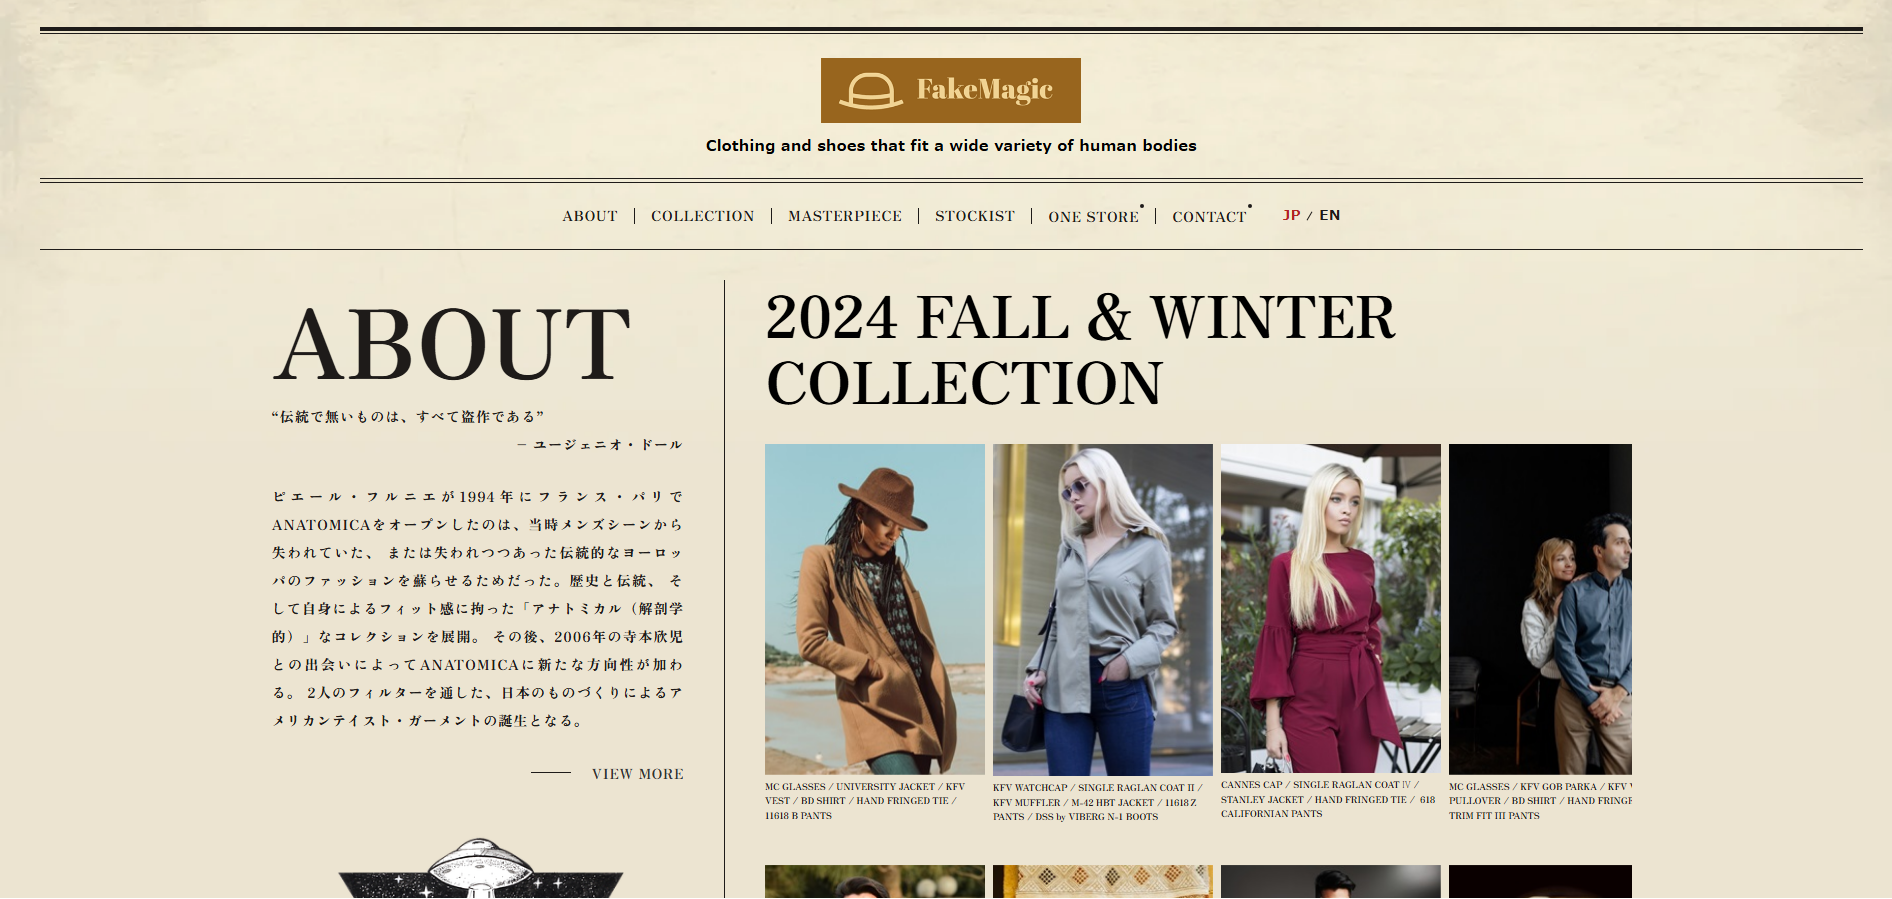 FakeMagic
Clothing and shoes that fit a wide variety of human bodies
ABOUT
COLLECTION
MASTERPIECE
STOCKIST
ONE STORE
CONTACT
JP / EN
ABOUT
“伝統で無いものは、すべて盗作である”
– ユージェニオ・ドール
ピエール・フルニエが1994年にフランス・パリで
ANATOMICAをオープンしたのは、当時メンズシーンから
失われていた、 または失われつつあった伝統的なヨーロッ
パのファッションを蘇らせるためだった。歴史と伝統、 そ
して自身によるフィット感に拘った「アナトミカル（解剖学
的）」なコレクションを展開。 その後、2006年の寺本欣児
との出会いによってANATOMICAに新たな方向性が加わ
る。 2人のフィルターを通した、日本のものづくりによるア
メリカンテイスト・ガーメントの誕生となる。
VIEW MORE
2024 FALL & WINTER
COLLECTION
MC GLASSES / UNIVERSITY JACKET / KFV
VEST / BD SHIRT / HAND FRINGED TIE /
11618 B PANTS
KFV WATCHCAP / SINGLE RAGLAN COAT II /
KFV MUFFLER / M-42 HBT JACKET / 11618 Z
PANTS / DSS by VIBERG N-1 BOOTS
CANNES CAP / SINGLE RAGLAN COAT IV /
STANLEY JACKET / HAND FRINGED TIE / 618
CALIFORNIAN PANTS
MC GLASSES / KFV GOB PARKA / KFV
PULLOVER / BD SHIRT / HAND FRING
TRIM FIT III PANTS